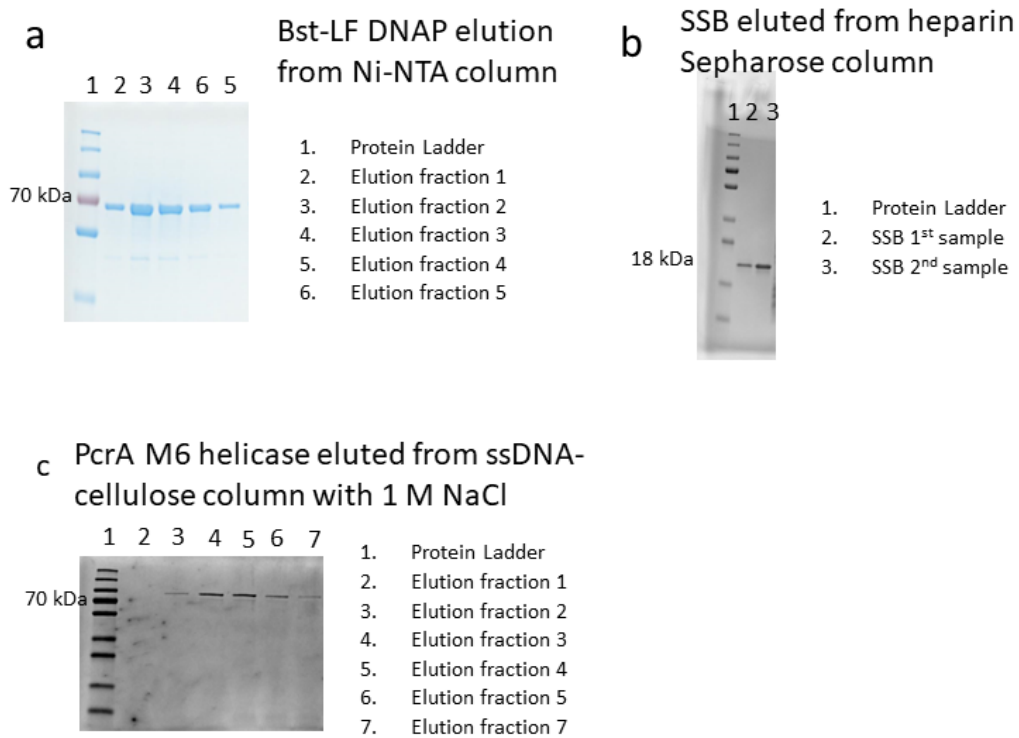 a
Bst-LF DNAP elution
from Ni-NTA column
1 2 3 4 6 5
70 kDa
1. Protein Ladder
2. Elution fraction 1
3. Elution fraction 2
4. Elution fraction 3
5. Elution fraction 4
6. Elution fraction 5
b
SSB eluted from heparin
Sepharose column
1 2 3
18 kDa
1. Protein Ladder
2. SSB 1st sample
3. SSB 2nd sample
c
PcrA M6 helicase eluted from ssDNA-
cellulose column with 1 M NaCl
1 2 3 4 5 6 7
70 kDa
1. Protein Ladder
2. Elution fraction 1
3. Elution fraction 2
4. Elution fraction 3
5. Elution fraction 4
6. Elution fraction 5
7. Elution fraction 7